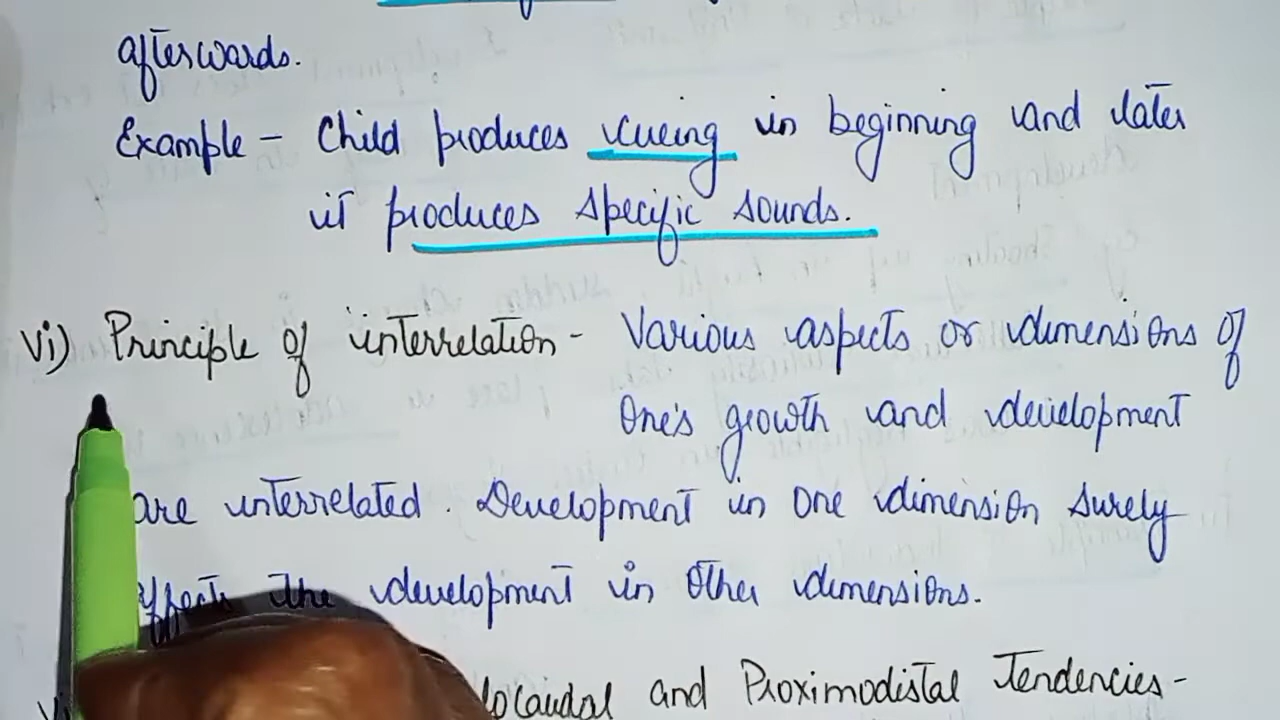 afterwards.
Example - Child produces cueing in beginning and later
it produces specific sounds.
vi) Principle of interrelation - Various aspects or dimensions of
One's growth and development
are interrelated. Development in one dimension surely
effects the development in other dimensions.
and Proximodistal Tendencies -